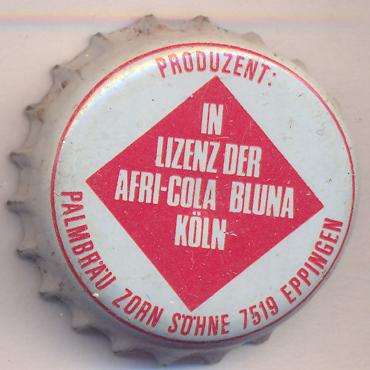 PRODUZENT:
IN
LIZENZ DER
AFRI-COLA BLUNA
KÖLN
PALMBRÄU ZORN SÖHNE 7519 EPPINGEN